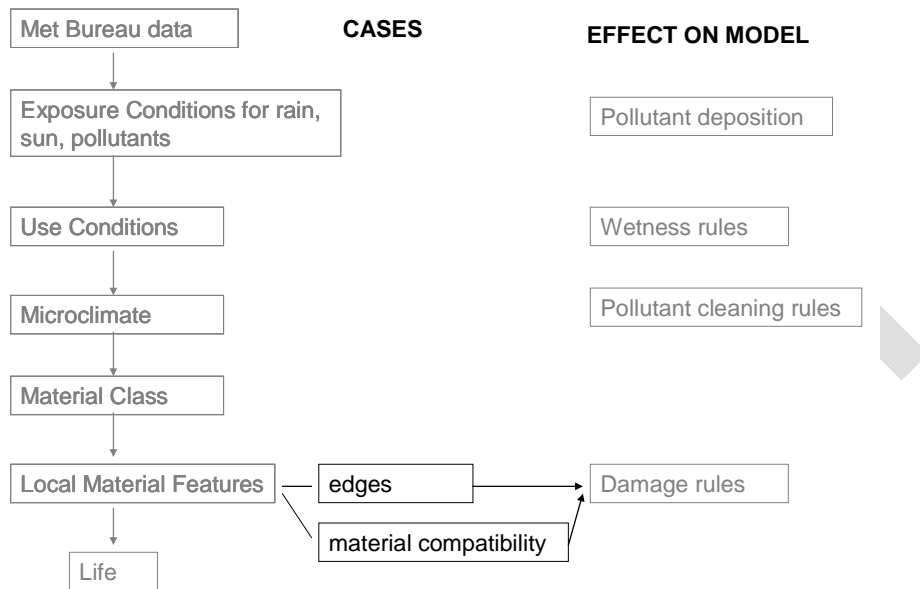 Met Bureau data
CASES
EFFECT ON MODEL
Exposure Conditions for rain,
sun, pollutants
Pollutant deposition
Use Conditions
Wetness rules
Microclimate
Pollutant cleaning rules
Material Class
Local Material Features
edges
Damage rules
material compatibility
Life